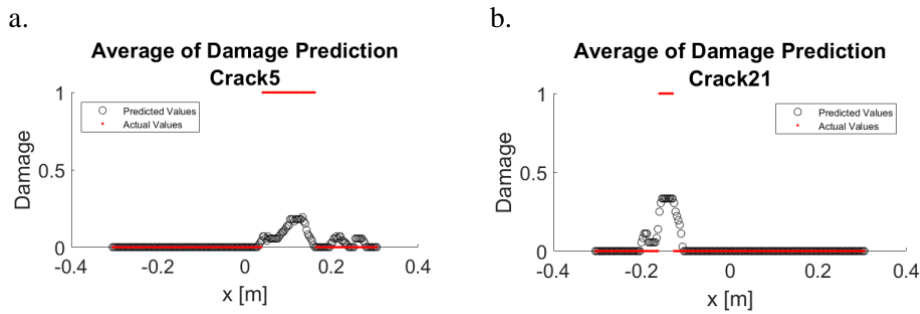 a.
Average of Damage Prediction
Crack5
1
0.5
0
Damage
Predicted Values
Actual Values
-0.4
-0.2
0
0.2
0.4
x [m]
b.
Average of Damage Prediction
Crack21
1
0.5
0
Damage
Predicted Values
Actual Values
-0.4
-0.2
0
0.2
0.4
x [m]